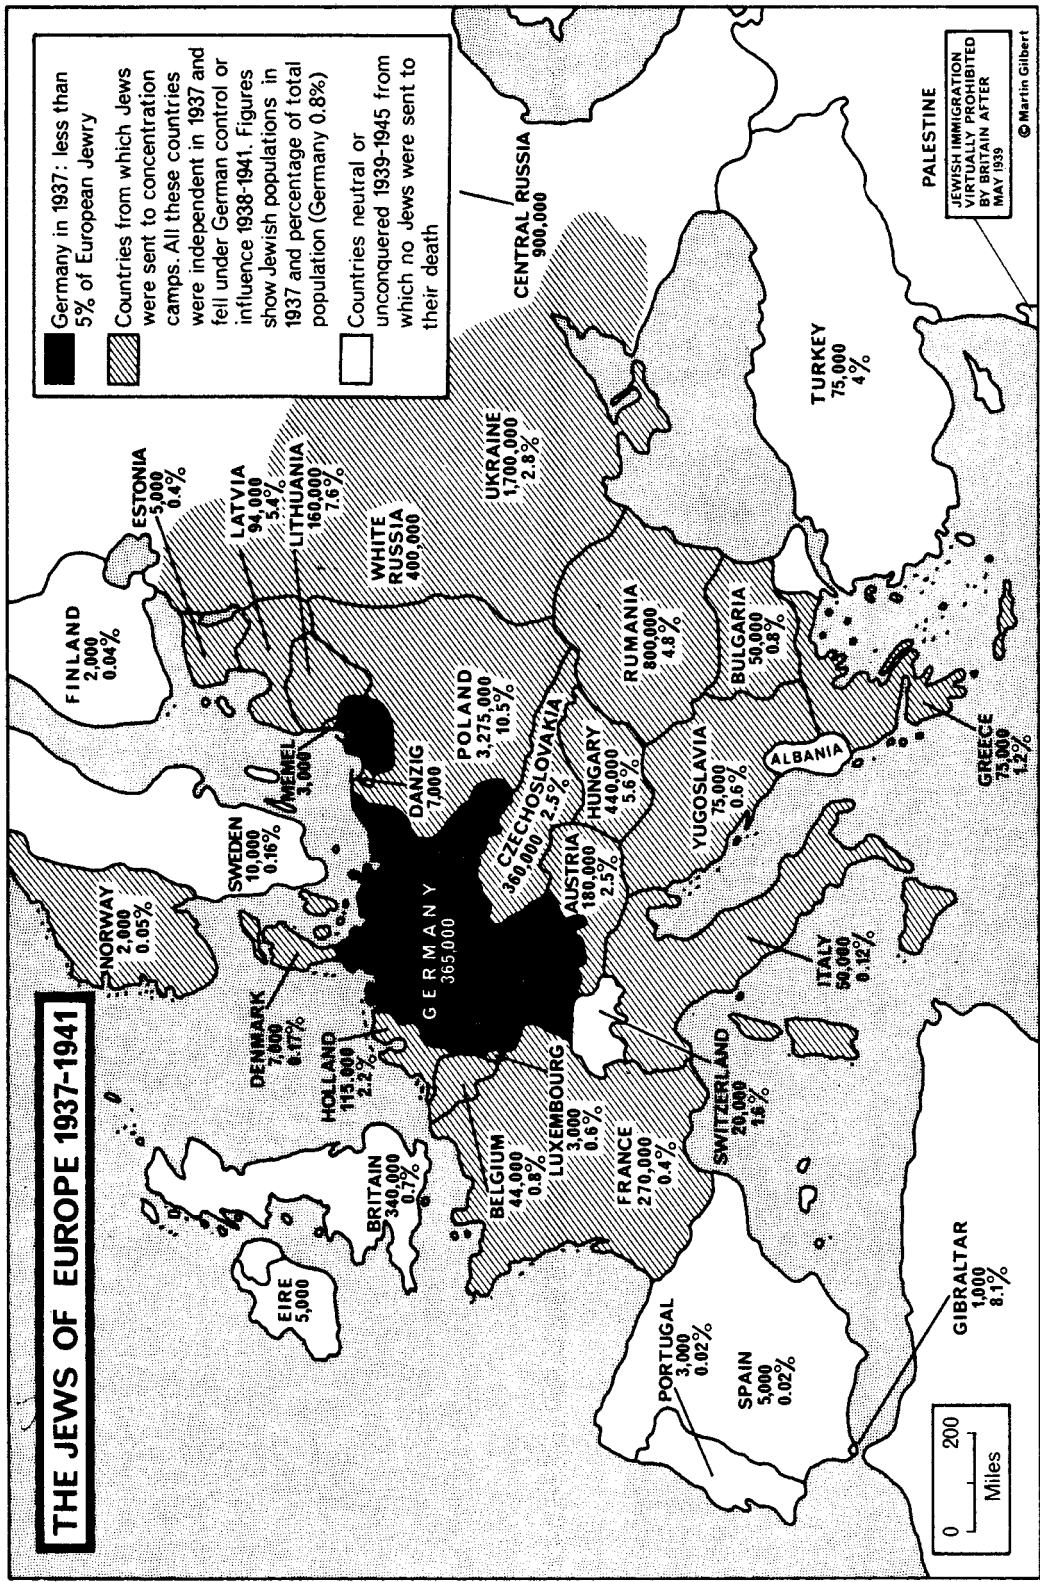 THE JEWS OF EUROPE 1937-1941
Germany in 1937: less than
5% of European Jewry
Countries from which Jews
were sent to concentration
camps. All these countries
were independent in 1937 and
fell under German control or
influence 1938-1941. Figures
show Jewish populations in
1937 and percentage of total
population (Germany 0.8%)
Countries neutral or
unconquered 1939-1945 from
which no Jews were sent to
their death
NORWAY
2,000
0.05%
SWEDEN
10,000
0.16%
FINLAND
2,000
0.04%
ESTONIA
5,000
0.4%
LATVIA
94,000
5.4%
LITHUANIA
160,000
7.6%
MEMEL
3,000
DANZIG
7,000
DENMARK
7,000
0.17%
EIRE
5,000
BRITAIN
340,000
0.7%
HOLLAND
115.000
2.2%
GERMANY
365,000
POLAND
3,275,000
10.5%
WHITE
RUSSIA
400,000
UKRAINE
1,700,000
2.8%
CENTRAL RUSSIA
900,000
BELGIUM
44,000
0.8%
LUXEMBOURG
3,000
0.6%
FRANCE
270,000
0.4%
CZECHOSLOVAKIA
360,000 2.5%
AUSTRIA
180,000
2.5%
HUNGARY
440,000
5.6%
RUMANIA
800,000
4.8%
SWITZERLAND
20,000
1.6%
YUGOSLAVIA
75,000
0.6%
BULGARIA
50,000
0.8%
ALBANIA
PORTUGAL
3,000
0.02%
SPAIN
5,000
0.02%
ITALY
50,000
0.12%
GREECE
75,000
1.2%
TURKEY
75,000
4%
GIBRALTAR
1,000
8.1%
PALESTINE
JEWISH IMMIGRATION
VIRTUALLY PROHIBITED
BY BRITAIN AFTER
MAY 1939
© Martin Gilbert
0 200
Miles